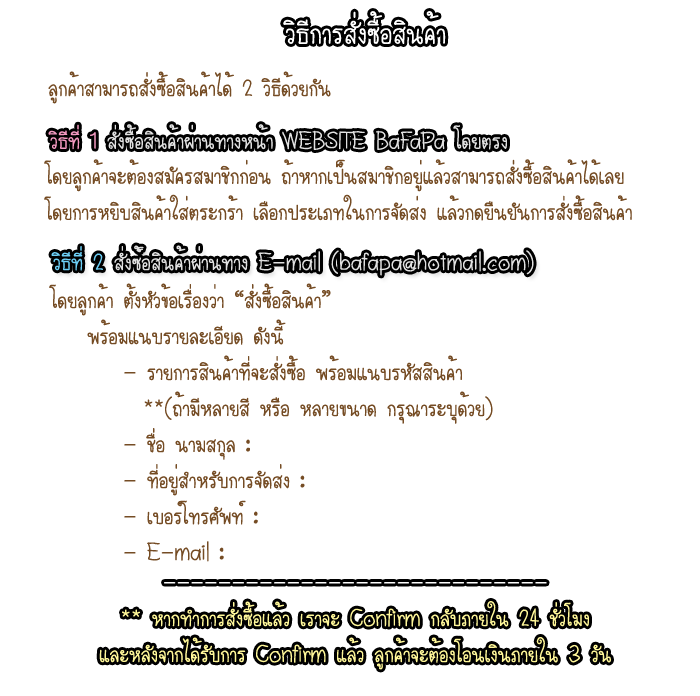 วิธีการสั่งซื้อสินค้า
ลูกค้าสามารถสั่งซื้อสินค้าได้ 2 วิธีด้วยกัน
วิธีที่ 1 สั่งซื้อสินค้าผ่านทางหน้า WEBSITE BaFaPa โดยตรง
โดยลูกค้าจะต้องสมัครสมาชิกก่อน ถ้าหากเป็นสมาชิกอยู่แล้วสามารถสั่งซื้อสินค้าได้เลย
โดยการหยิบสินค้าใส่ตระกร้า เลือกประเภทในการจัดส่ง แล้วกดยืนยันการสั่งซื้อสินค้า
วิธีที่ 2 สั่งซื้อสินค้าผ่านทาง E-mail (bafapa@hotmail.com)
โดยลูกค้า ตั้งหัวข้อเรื่องว่า “สั่งซื้อสินค้า”
พร้อมแนบรายละเอียด ดังนี้
- รายการสินค้าที่จะสั่งซื้อ พร้อมแนบรหัสสินค้า
**(ถ้ามีหลายสี หรือ หลายขนาด กรุณาระบุด้วย)
- ชื่อ นามสกุล :
- ที่อยู่สำหรับการจัดส่ง :
- เบอร์โทรศัพท์ :
- E-mail :
----------------------------
** หากทำการสั่งซื้อแล้ว เราจะ Confirm กลับภายใน 24 ชั่วโมง
และหลังจากได้รับการ Confirm แล้ว ลูกค้าจะต้องโอนเงินภายใน 3 วัน